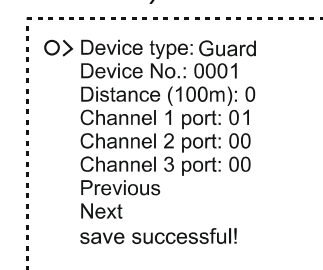 O> Device type: Guard
Device No.: 0001
Distance (100m): 0
Channel 1 port: 01
Channel 2 port: 00
Channel 3 port: 00
Previous
Next
save successful!